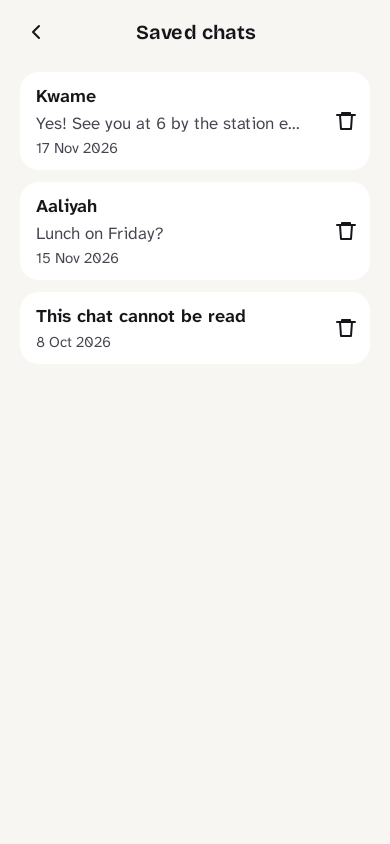 Saved chats
Kwame
Yes! See you at 6 by the station e...
17 Nov 2026
Aaliyah
Lunch on Friday?
15 Nov 2026
This chat cannot be read
8 Oct 2026